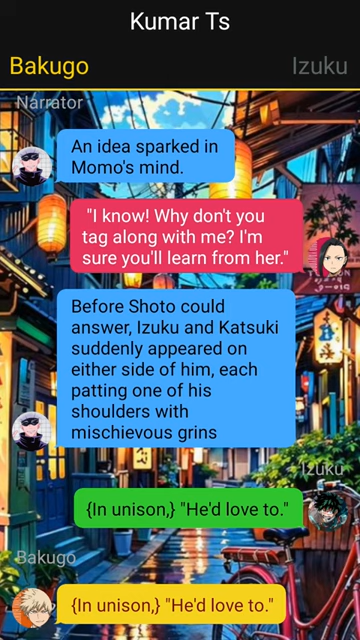 Kumar Ts
Bakugo
Izuku
Narrator
An idea sparked in
Momo's mind.
"I know! Why don't you
tag along with me? I'm
sure you'll learn from her."
Before Shoto could
answer, Izuku and Katsuki
suddenly appeared on
either side of him, each
patting one of his
shoulders with
mischievous grins
Izuku
{In unison,} "He'd love to."
Bakugo
{In unison,} "He'd love to."